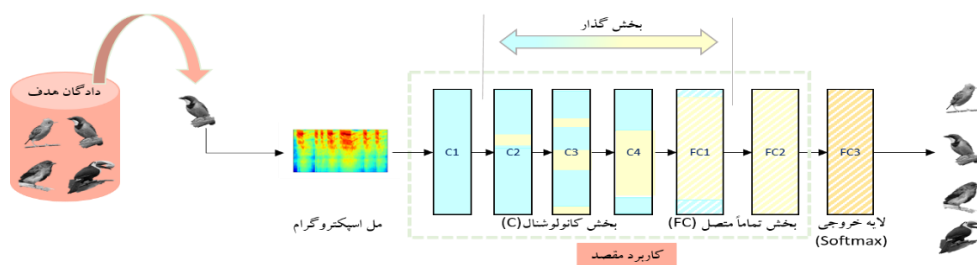 بخش گذار
دادگان هدف
C1
C2
C3
C4
FC1
FC2
FC3
مل اسپکتروگرام
بخش کانولوشنال(C)
بخش تماماً متصل (FC)
لایه خروجی
(Softmax)
کاربرد مقصد